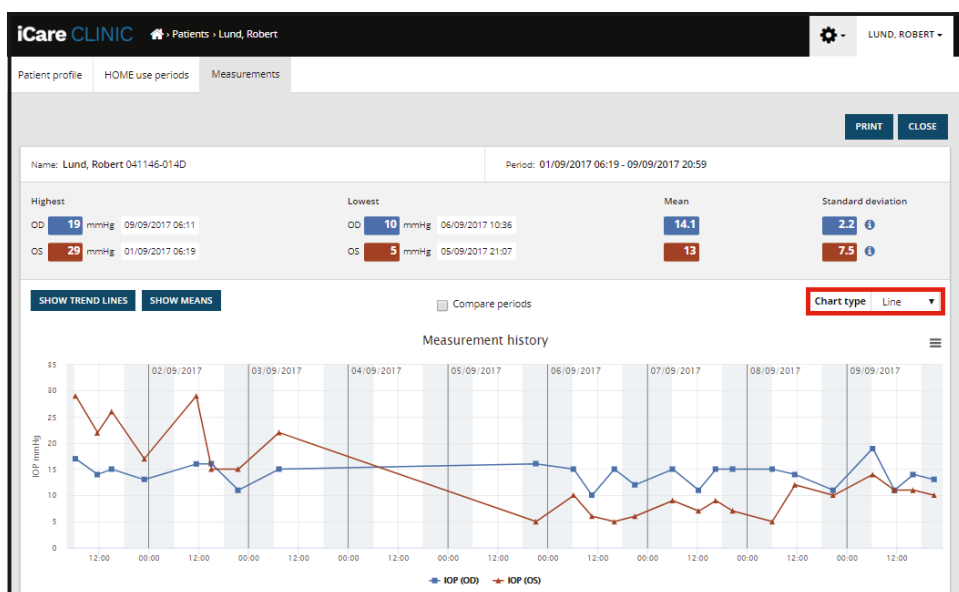 iCare CLINIC › Patients › Lund, Robert LUND, ROBERT
Patient profile HOME use periods Measurements
PRINT CLOSE
Name: Lund, Robert 041146-014D Period: 01/09/2017 06:19 - 09/09/2017 20:59
Highest Lowest Mean Standard deviation
OD 19 mmHg 09/09/2017 06:11 OD 10 mmHg 06/09/2017 10:36 14.1 2.2
OS 29 mmHg 01/09/2017 06:19 OS 5 mmHg 05/09/2017 21:07 13 7.5
SHOW TREND LINES SHOW MEANS Compare periods Chart type Line
Measurement history
35 02/09/2017 03/09/2017 04/09/2017 05/09/2017 06/09/2017 07/09/2017 08/09/2017 09/09/2017
30
25
20
15
10
5
0
IOP mmHg
12:00 00:00 12:00 00:00 12:00 00:00 12:00 00:00 12:00 00:00 12:00 00:00 12:00 00:00 12:00 00:00 12:00
IOP (OD) IOP (OS)